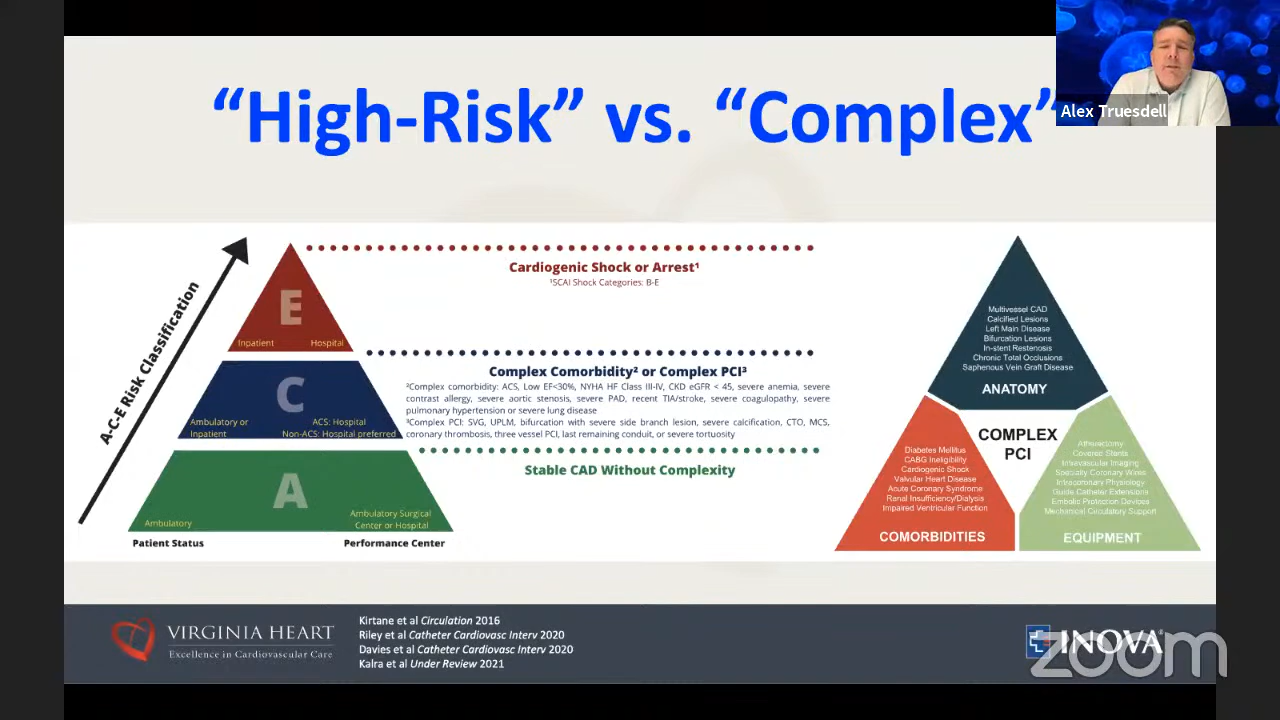 “High-Risk” vs. “Complex”
Alex Truesdell
A-C-E Risk Classification
E
Inpatient Hospital
C
Ambulatory or
Inpatient
ACS: Hospital
Non-ACS: Hospital preferred
A
Ambulatory
Ambulatory Surgical
Center or Hospital
Patient Status Performance Center
Cardiogenic Shock or Arrest¹
¹SCAI Shock Categories: B-E
Complex Comorbidity² or Complex PCI³
²Complex comorbidity: ACS, Low EF<30%, NYHA HF Class III-IV, CKD eGFR < 45, severe anemia, severe
contrast allergy, severe aortic stenosis, severe PAD, recent TIA/stroke, severe coagulopathy, severe
pulmonary hypertension or severe lung disease
³Complex PCI: SVG, UPLM, bifurcation with severe side branch lesion, severe calcification, CTO, MCS,
coronary thrombosis, three vessel PCI, last remaining conduit, or severe tortuosity
Stable CAD Without Complexity
Multivessel CAD
Calcified Lesions
Left Main Disease
Bifurcation Lesions
In-stent Restenosis
Chronic Total Occlusions
Saphenous Vein Graft Disease
ANATOMY
COMPLEX
PCI
Diabetes Mellitus
CABG Ineligibility
Cardiogenic Shock
Valvular Heart Disease
Acute Coronary Syndrome
Renal Insufficiency/Dialysis
Impaired Ventricular Function
COMORBIDITIES
Atherectomy
Covered Stents
Intravascular Imaging
Specialty Coronary Wires
Intracoronary Physiology
Guide Catheter Extensions
Embolic Protection Devices
Mechanical Circulatory Support
EQUIPMENT
VIRGINIA HEART
Excellence in Cardiovascular Care
Kirtane et al Circulation 2016
Riley et al Catheter Cardiovasc Interv 2020
Davies et al Catheter Cardiovasc Interv 2020
Kalra et al Under Review 2021
INOVA
zoom